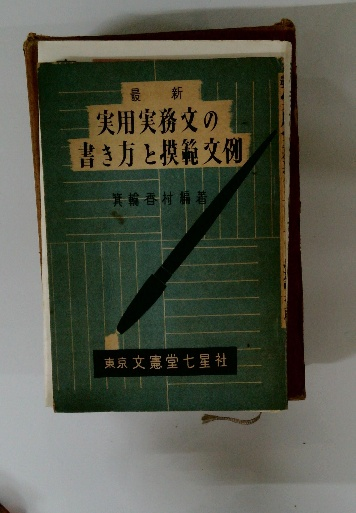 最新
実用実務文の
書き方と模範文例
箕輪香村編著
東京 文憲堂七星社